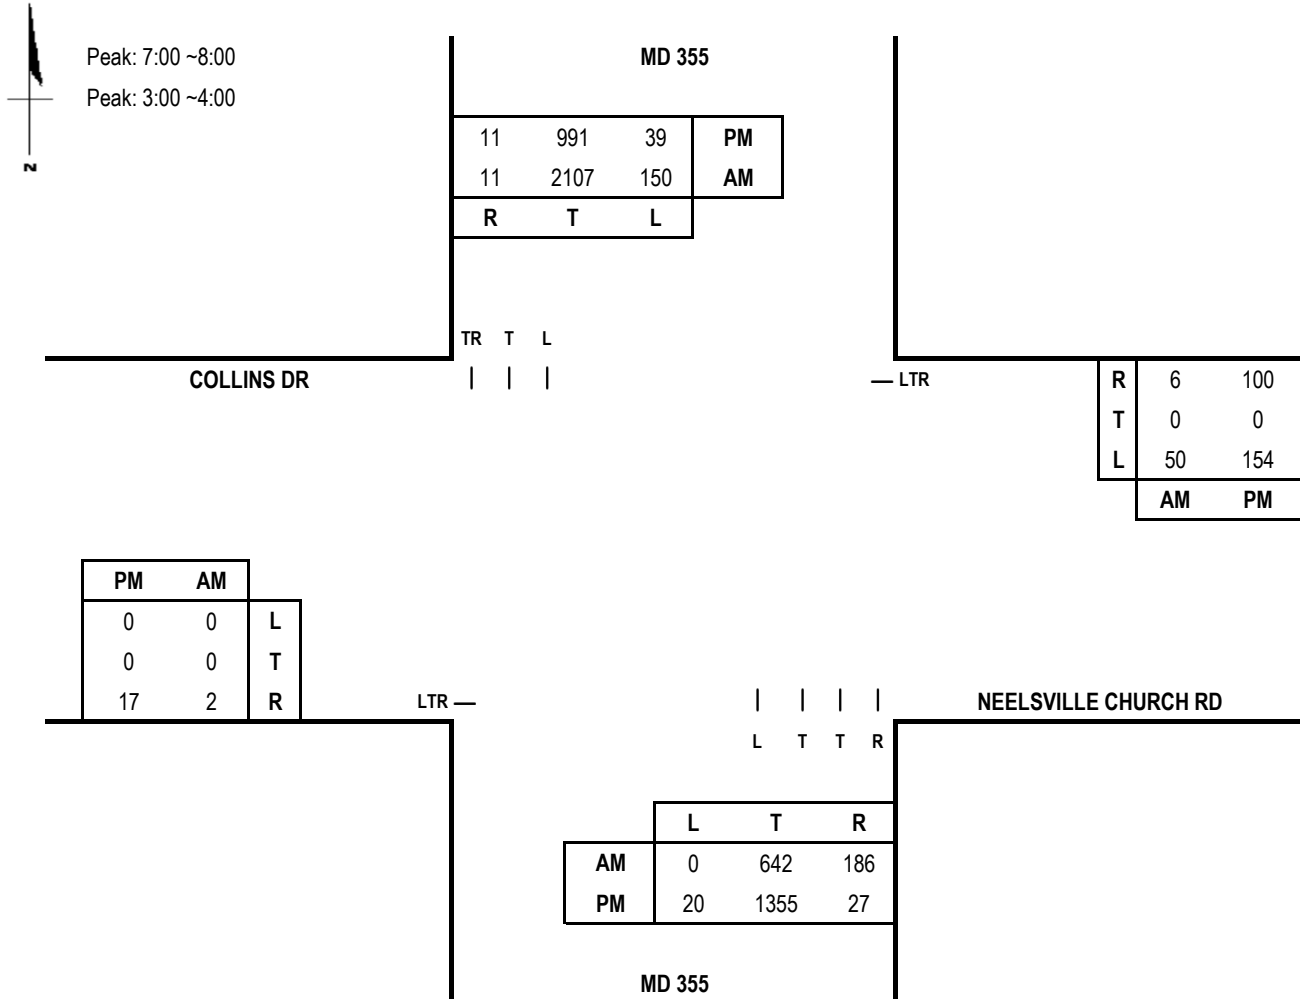 Peak: 7:00 ~8:00
MD 355
Peak: 3:00 ~4:00
N
11 991 39 PM
11 2107 150 AM
R T L
TR T L
COLLINS DR
LTR
R 6 100
T 0 0
L 50 154
AM PM
PM AM
0 0 L
0 0 T
17 2 R
LTR
NEELSVILLE CHURCH RD
L T T R
L T R
AM 0 642 186
PM 20 1355 27
MD 355